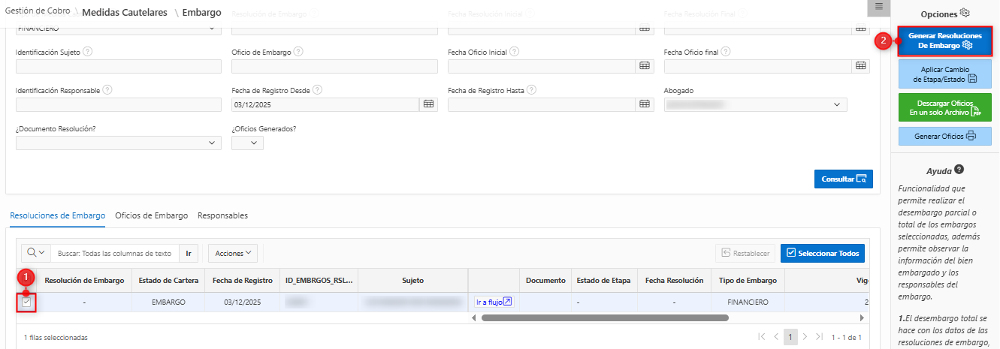 Gestión de Cobro \ Medidas Cautelares \ Embargo
Resolución de Embargo
Fecha Resolución Inicial
Fecha Resolución Final
FINANCIERO
Identificación Sujeto ?
Oficio de Embargo ?
Fecha Oficio Inicial ?
Fecha Oficio final ?
Identificación Responsable ?
Fecha de Registro Desde ?
Fecha de Registro Hasta ?
Abogado
03/12/2025
¿Documento Resolución?
¿Oficios Generados?
Consultar
Resoluciones de Embargo Oficios de Embargo Responsables
Buscar: Todas las columnas de texto Ir Acciones Restablecer Seleccionar Todos
1
Resolución de Embargo Estado de Cartera Fecha de Registro ID_EMBRGOS_RSL... Sujeto Documento Estado de Etapa Fecha Resolución Tipo de Embargo Vig
- EMBARGO 03/12/2025 Ir a flujo - - FINANCIERO 2
1 filas seleccionadas 1 1 - 1 de 1
Opciones
2
Generar Resoluciones
De Embargo
Aplicar Cambio
de Etapa/Estado
Descargar Oficios
En un solo Archivo PDF
Generar Oficios
Ayuda ?
Funcionalidad que
permite realizar el
desembargo parcial o
total de los embargos
seleccionadas, además
permite observar la
información del bien
embargado y los
responsables del
embargo.
1.El desembargo total se
hace con los datos de las
resoluciones de embargo,